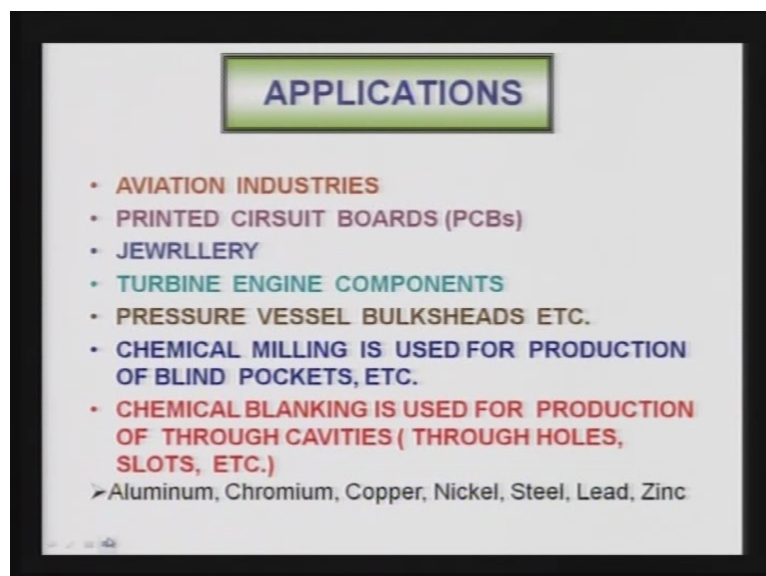 APPLICATIONS
• AVIATION INDUSTRIES
• PRINTED CIRSUIT BOARDS (PCBs)
• JEWRLLERY
• TURBINE ENGINE COMPONENTS
• PRESSURE VESSEL BULKSHEADS ETC.
• CHEMICAL MILLING IS USED FOR PRODUCTION
OF BLIND POCKETS, ETC.
• CHEMICAL BLANKING IS USED FOR PRODUCTION
OF THROUGH CAVITIES ( THROUGH HOLES,
SLOTS, ETC.)
➢Aluminum, Chromium, Copper, Nickel, Steel, Lead, Zinc